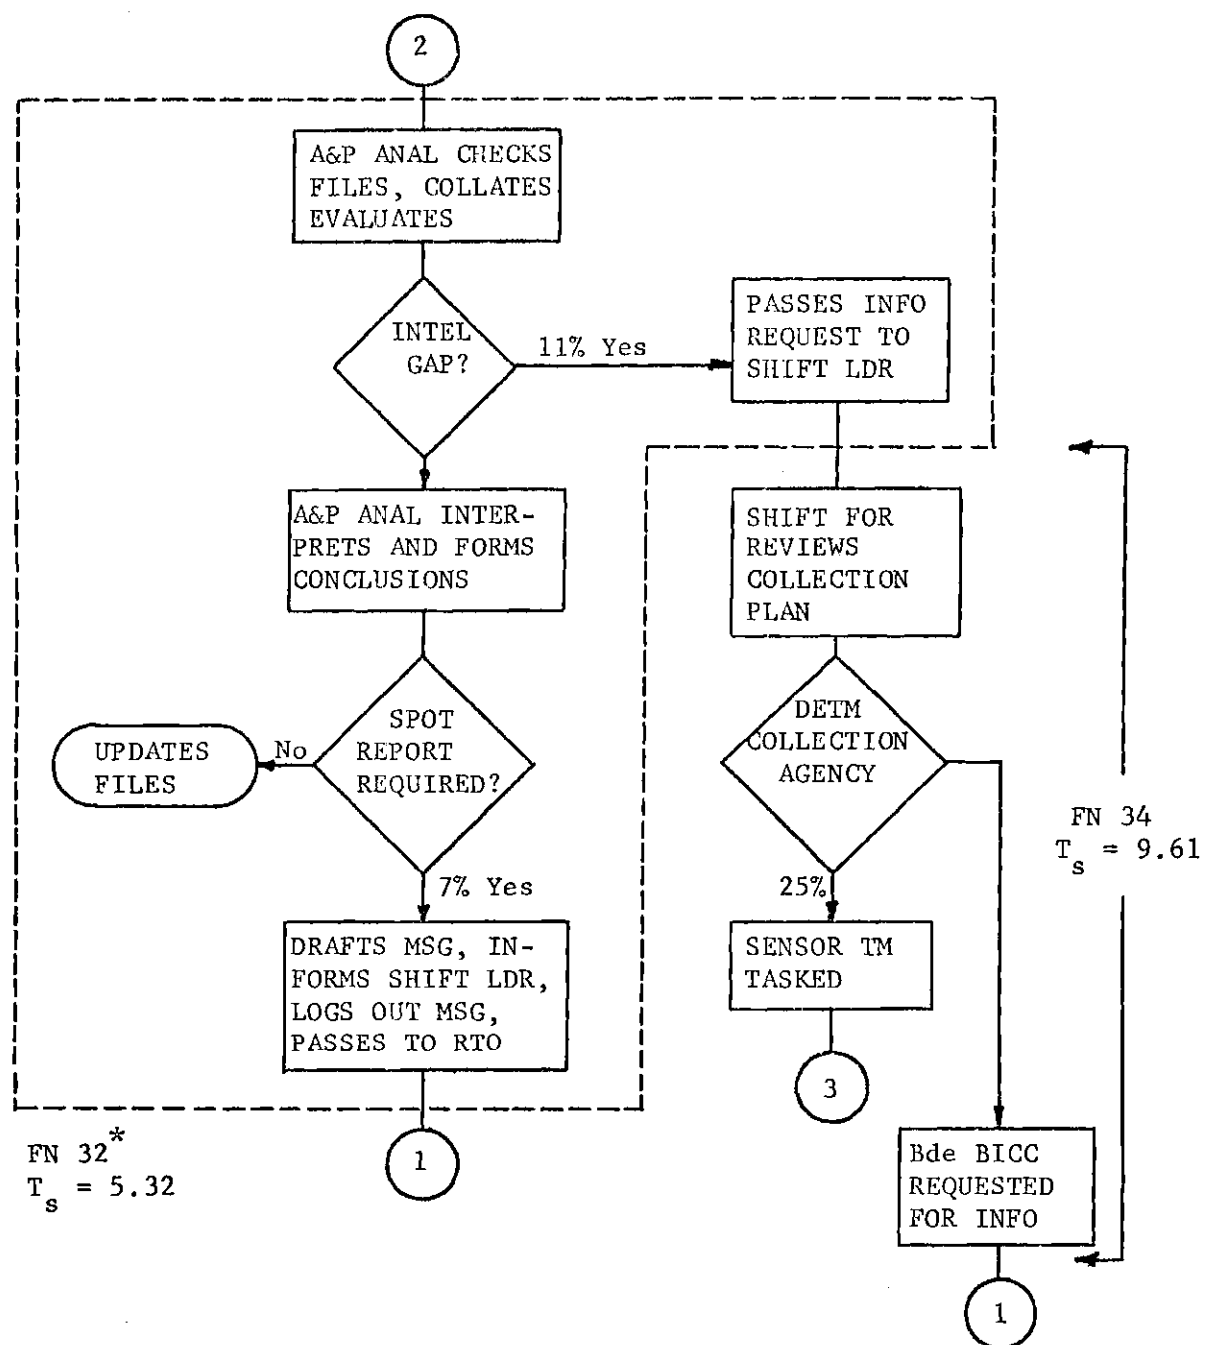 2
A&P ANAL CHECKS
FILES, COLLATES
EVALUATES
INTEL
GAP?
11% Yes
PASSES INFO
REQUEST TO
SHIFT LDR
A&P ANAL INTER-
PRETS AND FORMS
CONCLUSIONS
SHIFT FOR
REVIEWS
COLLECTION
PLAN
SPOT
REPORT
REQUIRED?
No
UPDATES
FILES
DETM
COLLECTION
AGENCY
FN 34
Ts = 9.61
7% Yes
25%
DRAFTS MSG, IN-
FORMS SHIFT LDR,
LOGS OUT MSG,
PASSES TO RTO
SENSOR TM
TASKED
3
1
FN 32*
Ts = 5.32
Bde BICC
REQUESTED
FOR INFO
1